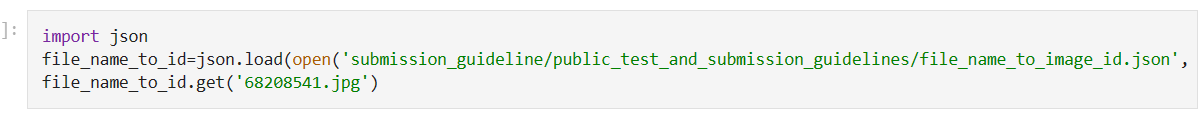 ]:
import json
file_name_to_id=json.load(open('submission_guideline/public_test_and_submission_guidelines/file_name_to_image_id.json',
file_name_to_id.get('68208541.jpg')